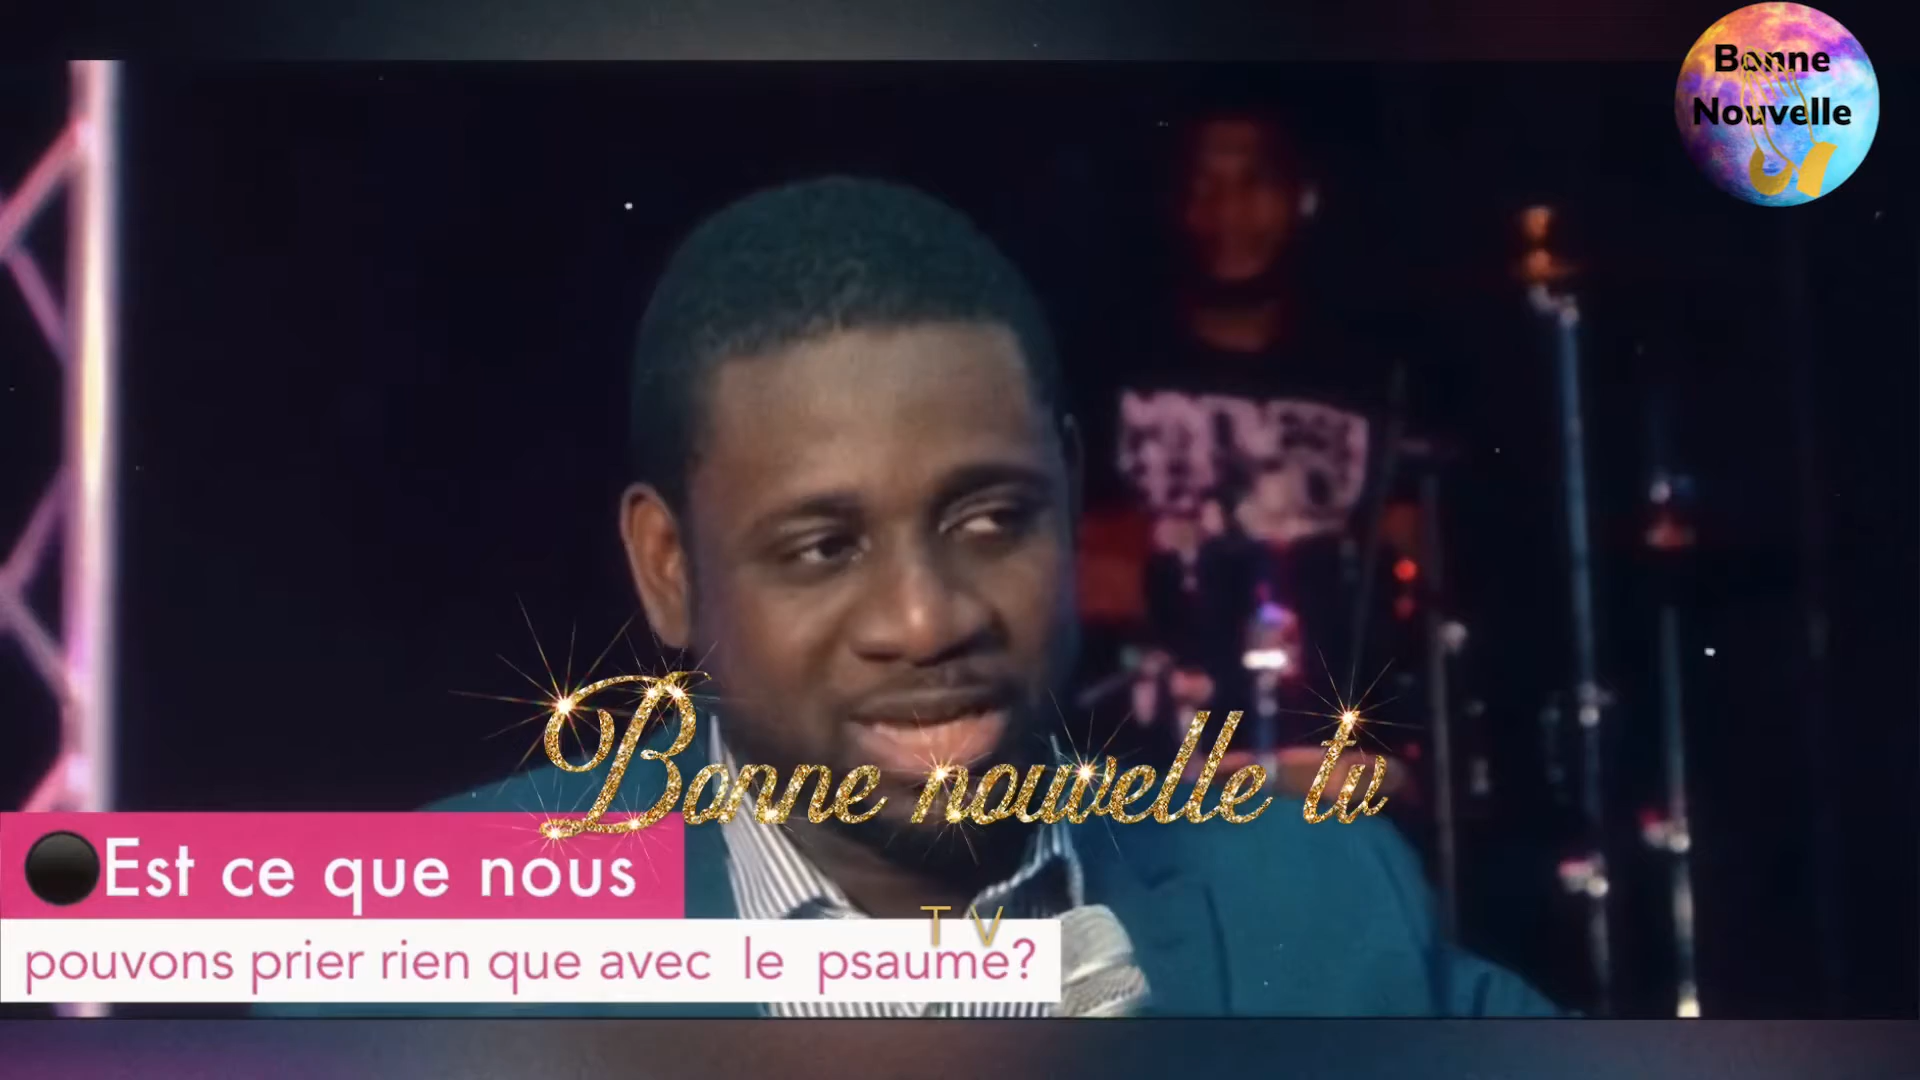 Bonne
Nouvelle
Bonne nouvelle tv
Est ce que nous
TV
pouvons prier rien que avec le psaume?